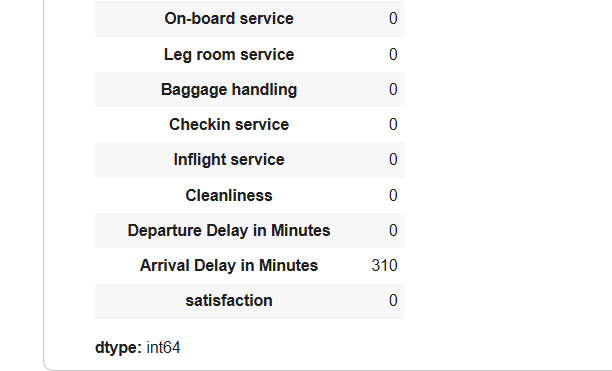 On-board service 0
Leg room service 0
Baggage handling 0
Checkin service 0
Inflight service 0
Cleanliness 0
Departure Delay in Minutes 0
Arrival Delay in Minutes 310
satisfaction 0
dtype: int64